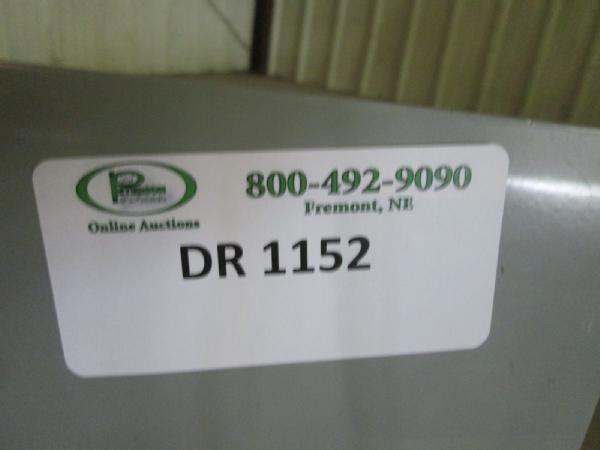 800-492-9090
Fremont, NE
Online Auctions
DR 1152